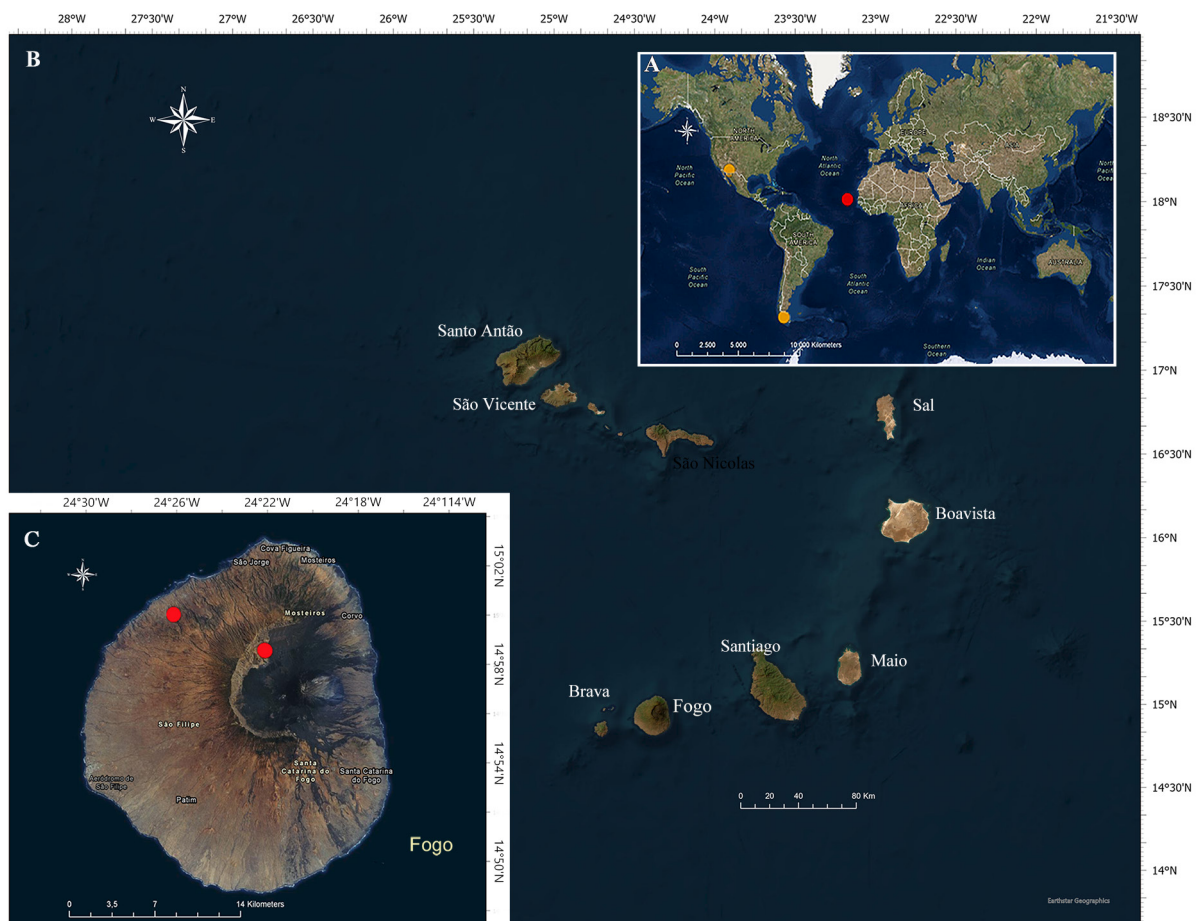 28°W 27°30'W 27°W 26°30'W 26°W 25°30'W 25°W 24°30'W 24°W 23°30'W 23°W 22°30'W 22°W 21°30'W
B
N
W E
S
A
NORTH
AMERICA
EUROPE
North
Pacific
Ocean
North
Atlantic
Ocean
AFRICA
SOUTH
AMERICA
Indian
Ocean
AUSTRALIA
South
Pacific
Ocean
South
Atlantic
Ocean
Southern
Ocean
0 2.500 5.000 10.000 Kilometers
18°30'N
18°N
17°30'N
17°N
16°30'N
16°N
15°30'N
15°N
14°30'N
14°N
Santo Antão
São Vicente
São Nicolas
Sal
Boavista
Santiago
Maio
Brava
Fogo
0 20 40 80 Km
Earthstar Geographics
24°30'W 24°26'W 24°22'W 24°18'W 24°114'W
C
Cova Figueira
São Jorge
Mosteiros
Mosteiros
Corvo
São Filipe
Santa
Catarina do
Fogo
Santa Catarina
do Fogo
Aeródromo de
São Filipe
Patim
Fogo
0 3,5 7 14 Kilometers
15°02'N
14°58'N
14°54'N
14°50'N